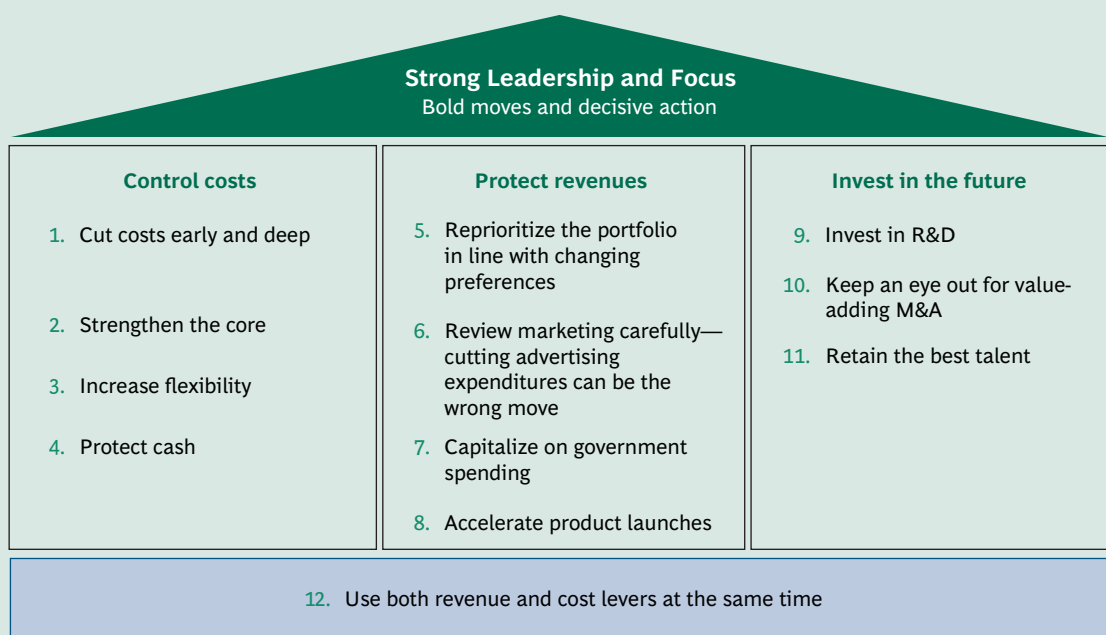 Strong Leadership and Focus
Bold moves and decisive action
Control costs
1. Cut costs early and deep
2. Strengthen the core
3. Increase flexibility
4. Protect cash
Protect revenues
5. Reprioritize the portfolio
in line with changing
preferences
6. Review marketing carefully—
cutting advertising
expenditures can be the
wrong move
7. Capitalize on government
spending
8. Accelerate product launches
Invest in the future
9. Invest in R&D
10. Keep an eye out for value-
adding M&A
11. Retain the best talent
12. Use both revenue and cost levers at the same time